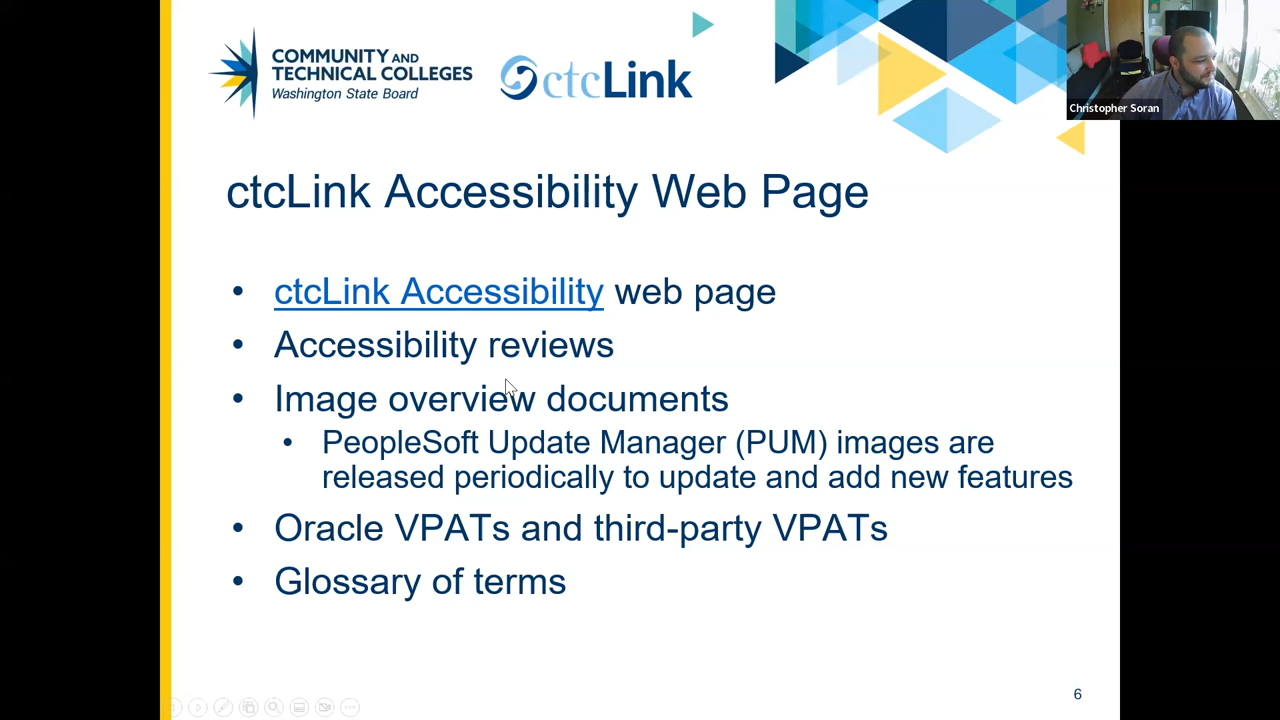 COMMUNITY AND
TECHNICAL COLLEGES
Washington State Board
ctcLink
Christopher Soran
ctcLink Accessibility Web Page
• ctcLink Accessibility web page
• Accessibility reviews
• Image overview documents
• PeopleSoft Update Manager (PUM) images are
released periodically to update and add new features
• Oracle VPATs and third-party VPATs
• Glossary of terms
6